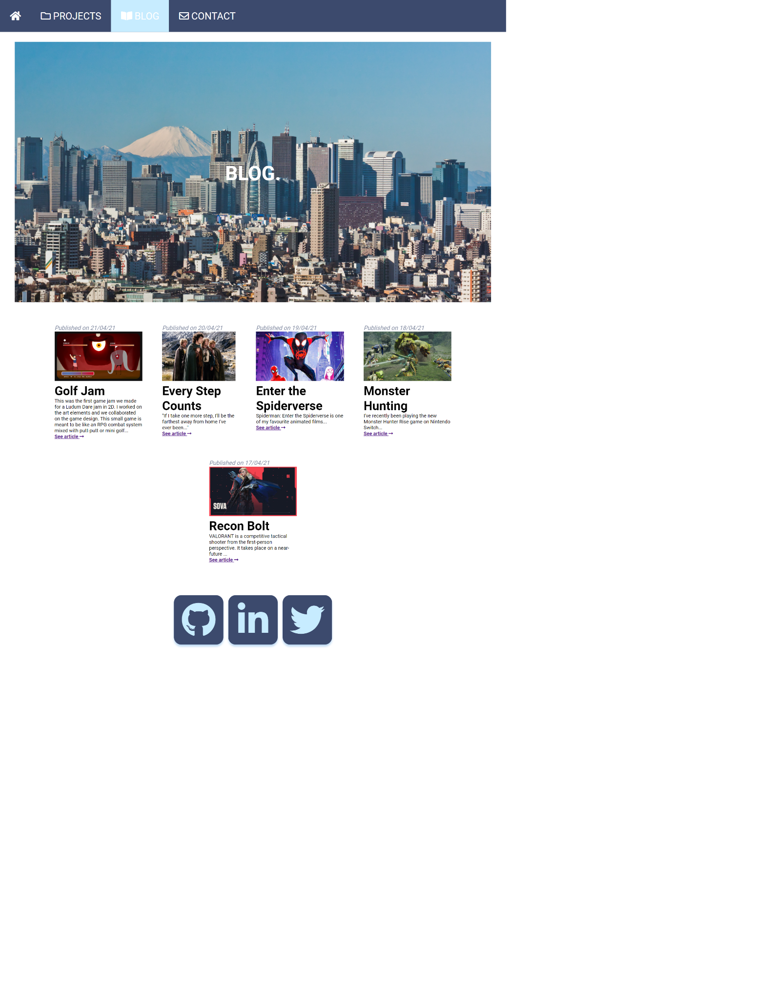 PROJECTS
BLOG
CONTACT
BLOG.
Published on 21/04/21
Golf Jam
This was the first game jam we made
for a Ludum Dare jam in 2D. I worked on
the art elements and we collaborated
on the game design. This small game is
meant to be like an RPG combat system
mixed with putt-putt or mini golf...
See article
Published on 20/04/21
Every Step
Counts
"If I take one more step, I'll be the
farthest away from home I've
ever been..."
See article
Published on 19/04/21
Enter the
Spiderverse
Spiderman: Enter the Spiderverse is one
of my favourite animated films...
See article
Published on 18/04/21
Monster
Hunting
I've recently been playing the new
Monster Hunter Rise game on Nintendo
Switch...
See article
Published on 17/04/21
SOVA
Recon Bolt
VALORANT is a competitive tactical
shooter from the first-person
perspective. It takes place on a near-
future ...
See article
in